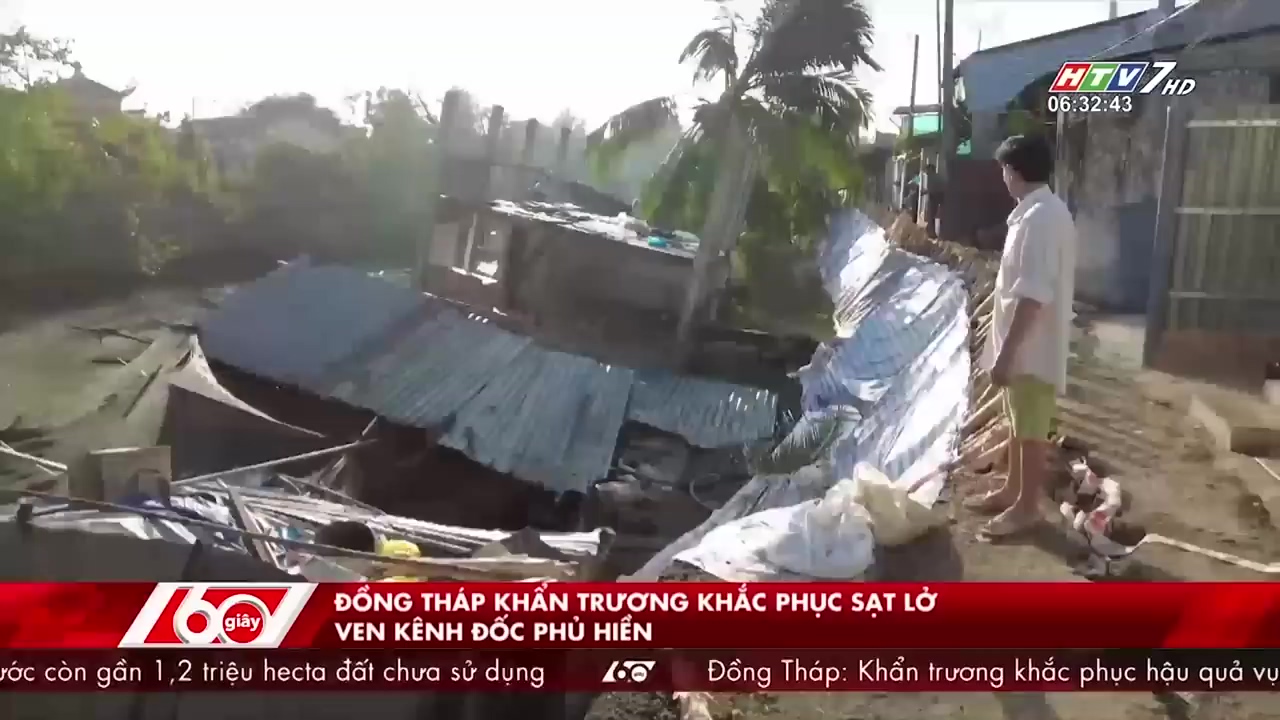 HTV7 HD
06:32:43
60 giây
ĐỒNG THÁP KHẨN TRƯƠNG KHẮC PHỤC SẠT LỞ
VEN KÊNH ĐỐC PHỦ HIỀN
ước còn gần 1,2 triệu hecta đất chưa sử dụng 60 Đồng Tháp: Khẩn trương khắc phục hậu quả vụ